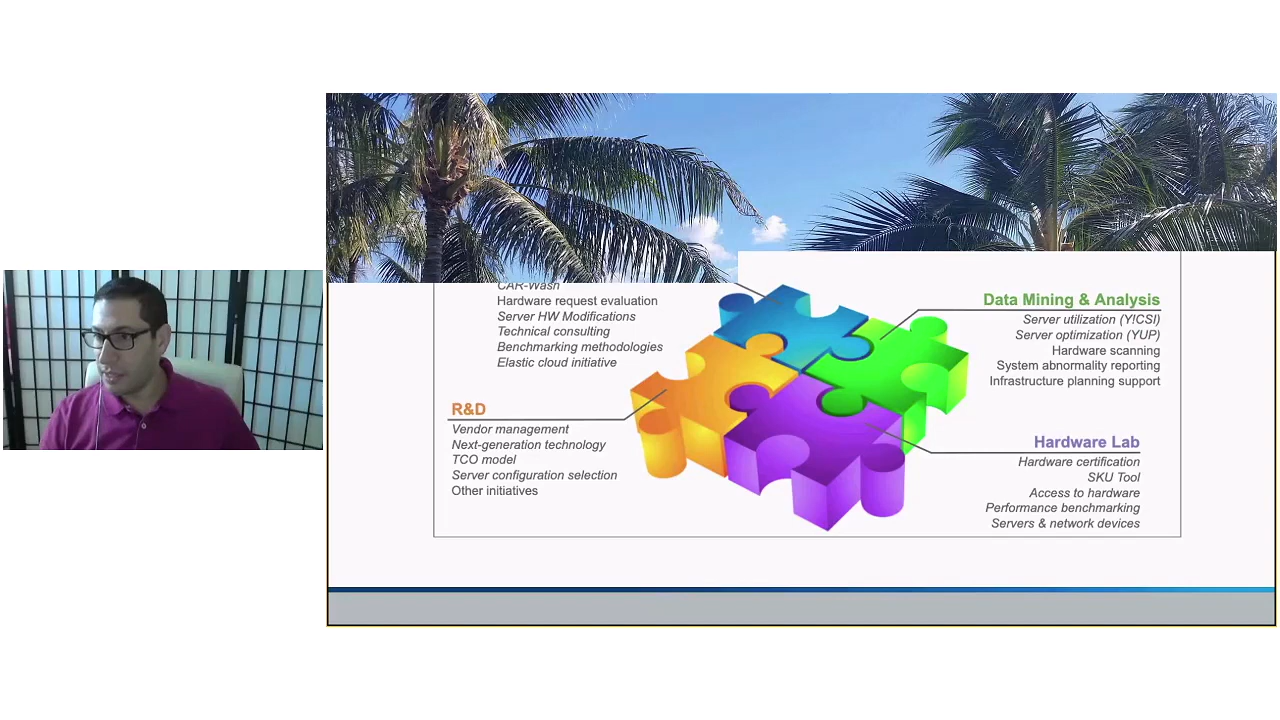 CAR-Wash
Hardware request evaluation
Server HW Modifications
Technical consulting
Benchmarking methodologies
Elastic cloud initiative
Data Mining & Analysis
Server utilization (Y!CSI)
Server optimization (YUP)
Hardware scanning
System abnormality reporting
Infrastructure planning support
R&D
Vendor management
Next-generation technology
TCO model
Server configuration selection
Other initiatives
Hardware Lab
Hardware certification
SKU Tool
Access to hardware
Performance benchmarking
Servers & network devices